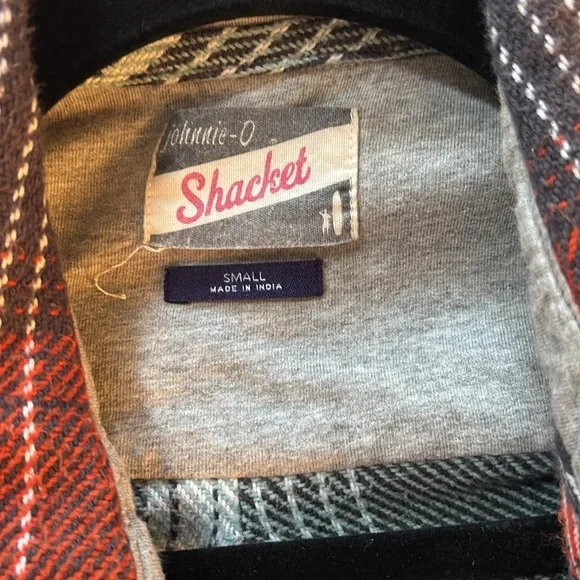 Johnnie-O
Shacket
SMALL
MADE IN INDIA